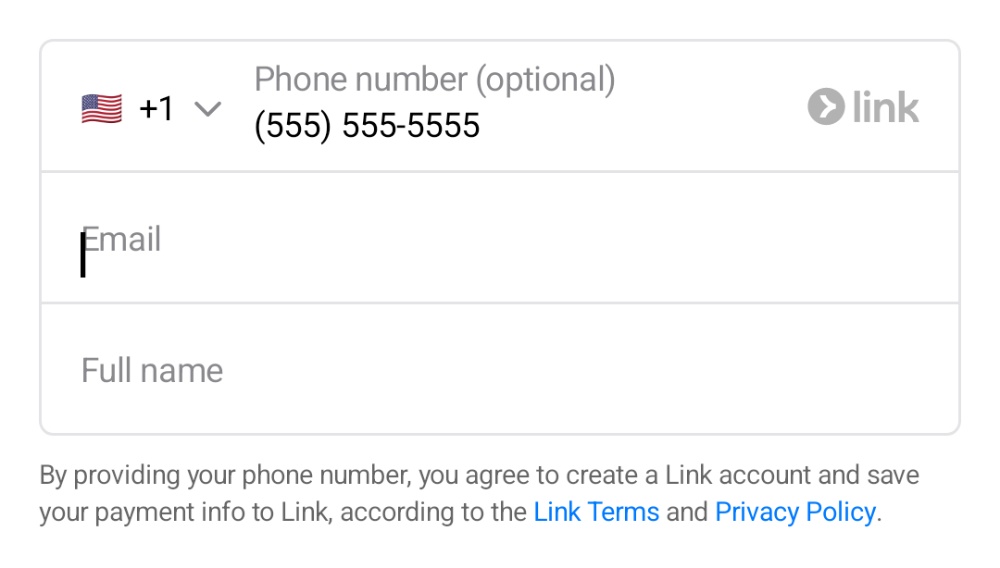 Phone number (optional)
+1
(555) 555-5555
link
Email
Full name
By providing your phone number, you agree to create a Link account and save
your payment info to Link, according to the Link Terms and Privacy Policy.